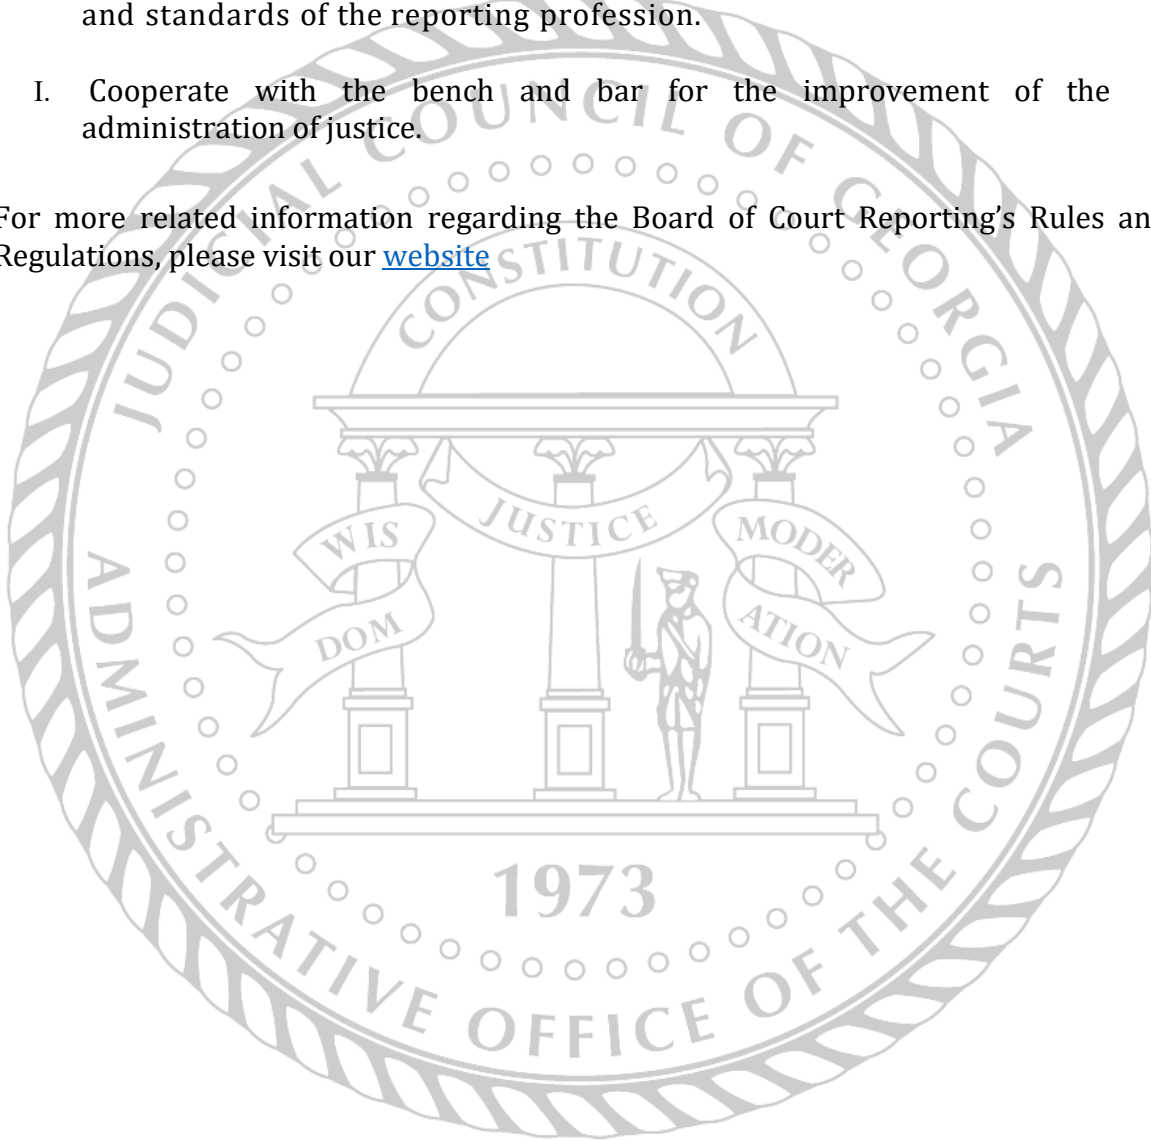 and standards of the reporting profession.
I. Cooperate with the bench and bar for the improvement of the
administration of justice.
For more related information regarding the Board of Court Reporting’s Rules an
Regulations, please visit our website
JUDICIAL COUNCIL OF GEORGIA
CONSTITUTION
JUSTICE
WIS
DOM
MODER
ATION
1973
ADMINISTRATIVE OFFICE OF THE COURTS